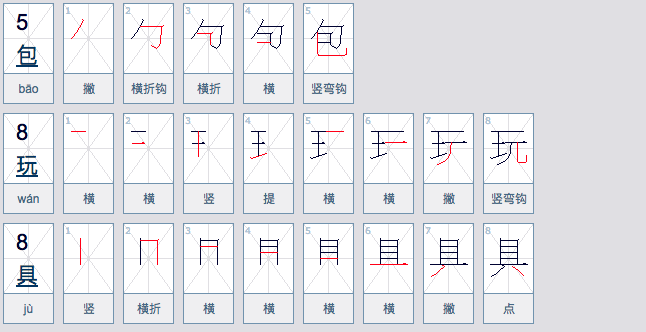 5 1 2 3 4 5
包
bāo 撇 横折钩 横折 横 竖弯钩
8 1 2 3 4 5 6 7 8
玩
wán 横 横 竖 提 横 横 撇 竖弯钩
8 1 2 3 4 5 6 7 8
具
jù 竖 横折 横 横 横 横 撇 点